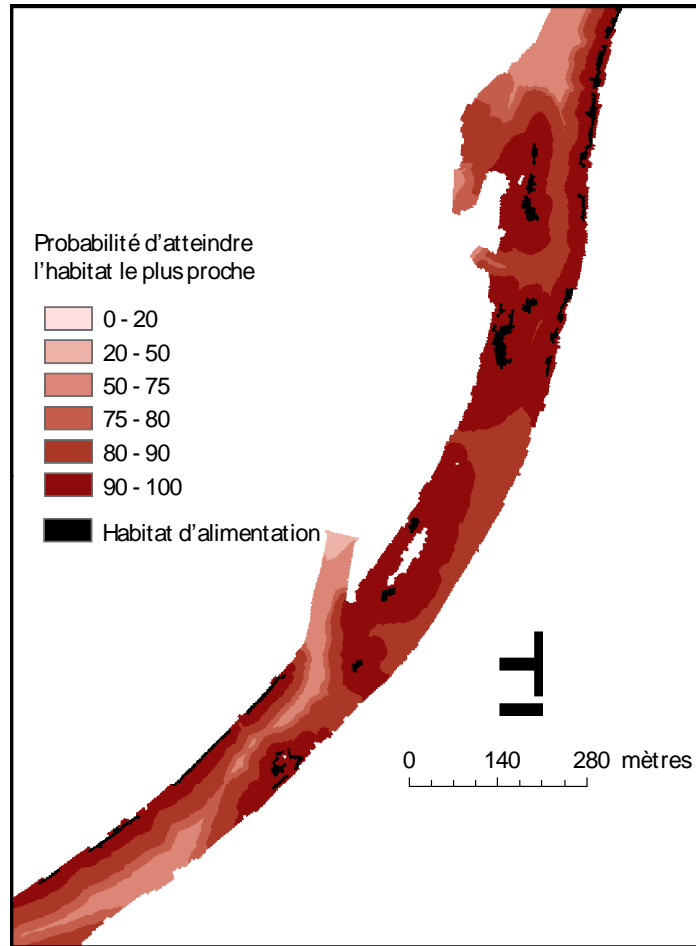 Probabilité d'atteindre
l'habitat le plus proche
0 - 20
20 - 50
50 - 75
75 - 80
80 - 90
90 - 100
Habitat d'alimentation
0 140 280 mètres